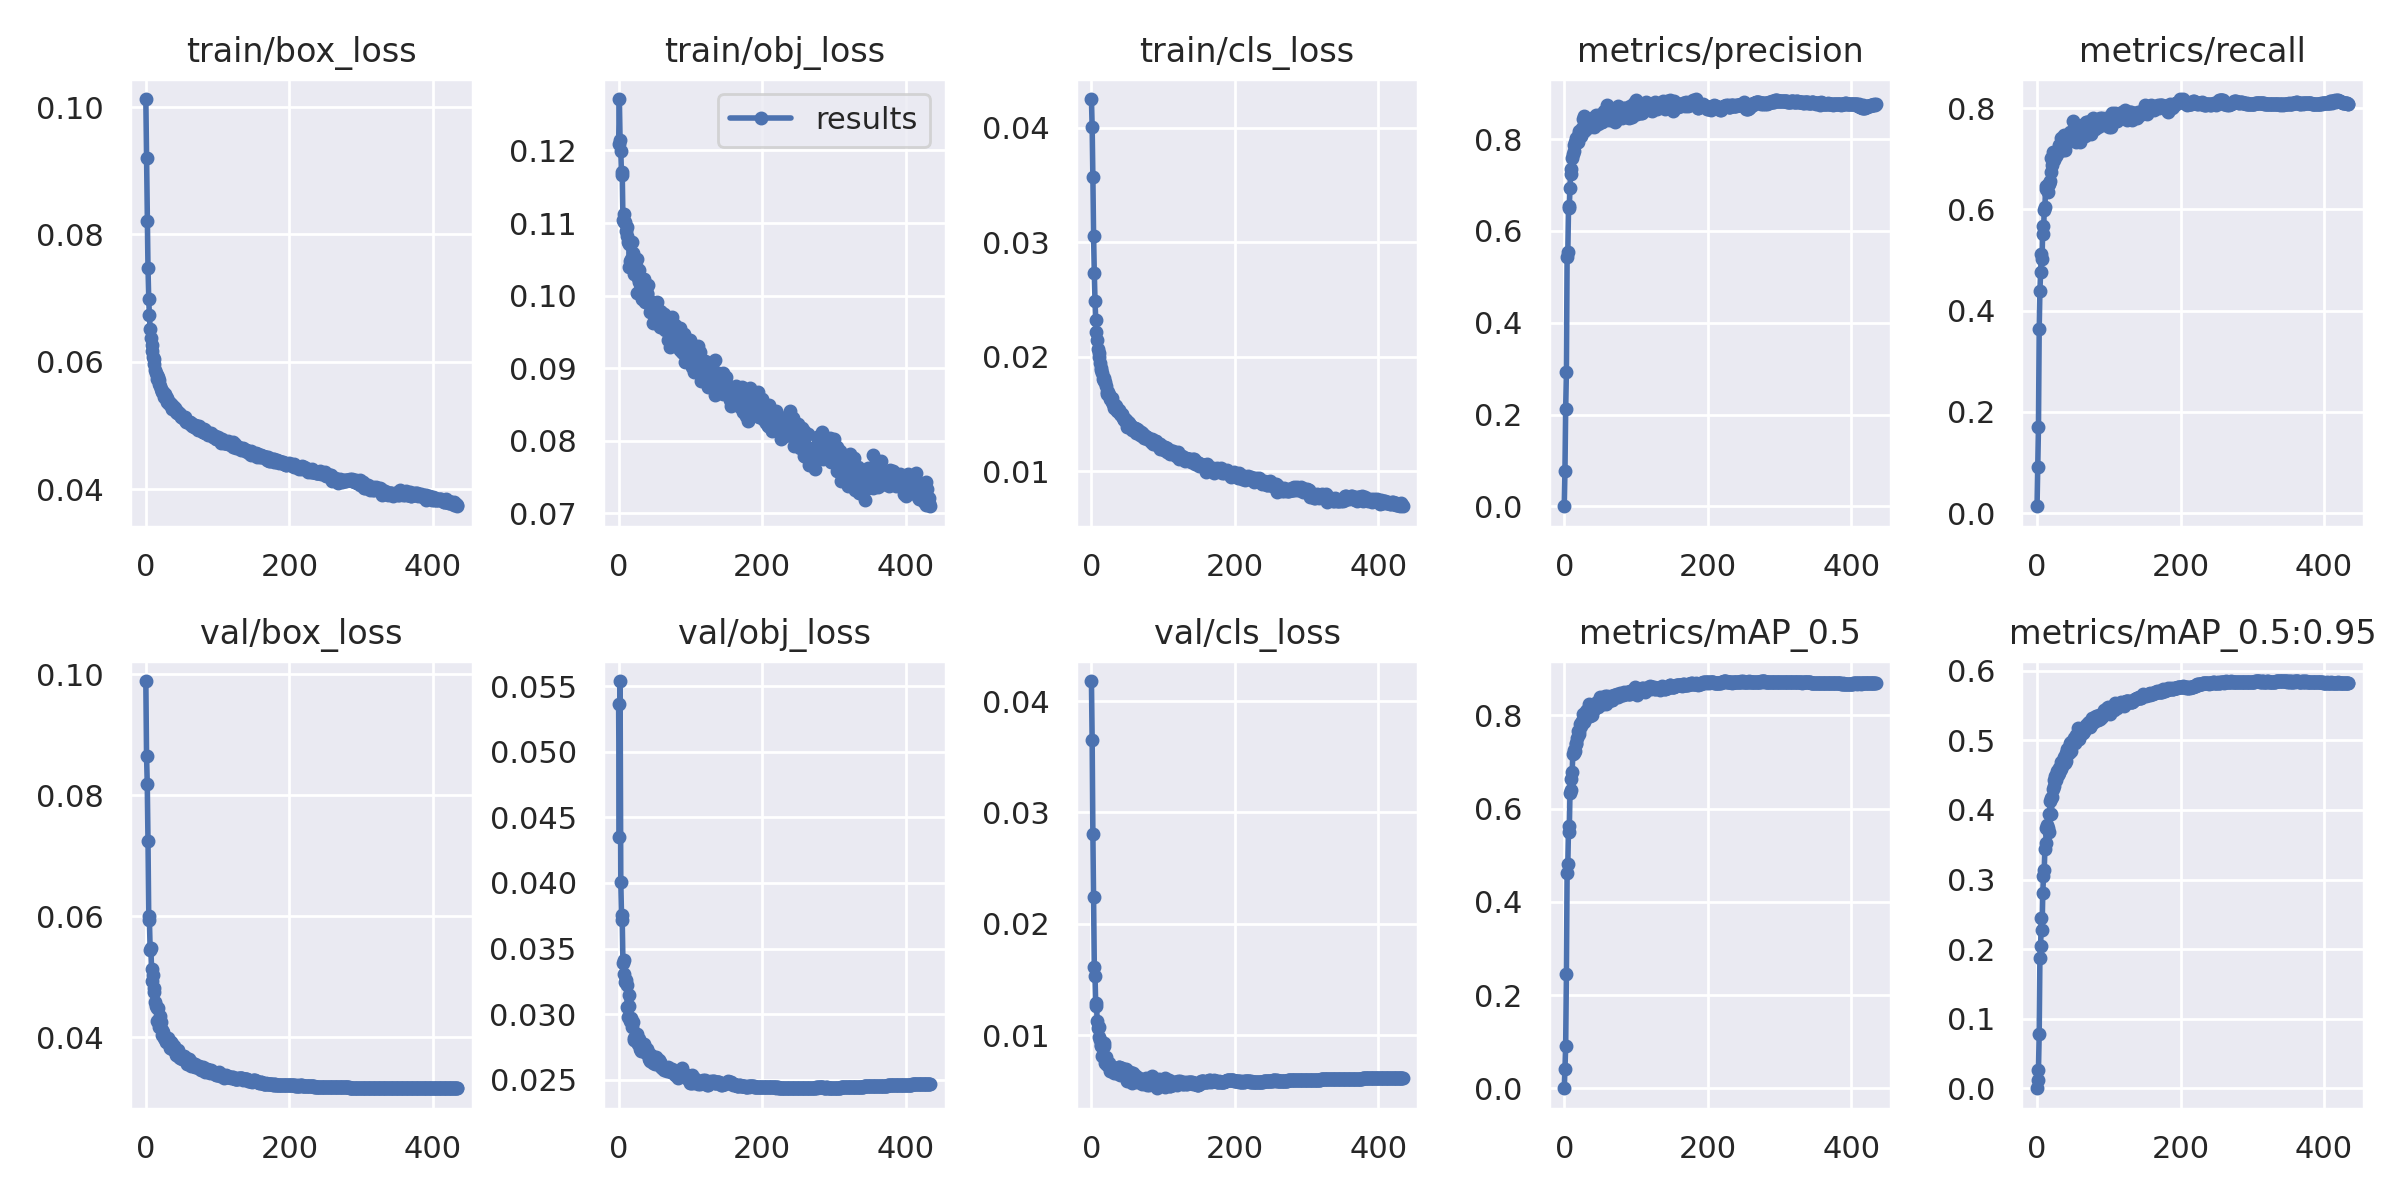 train/box_loss
0.10
0.08
0.06
0.04
0 200 400
train/obj_loss
results
0.12
0.11
0.10
0.09
0.08
0.07
0 200 400
train/cls_loss
0.04
0.03
0.02
0.01
0 200 400
metrics/precision
0.8
0.6
0.4
0.2
0.0
0 200 400
metrics/recall
0.8
0.6
0.4
0.2
0.0
0 200 400
val/box_loss
0.10
0.08
0.06
0.04
0 200 400
val/obj_loss
0.055
0.050
0.045
0.040
0.035
0.030
0.025
0 200 400
val/cls_loss
0.04
0.03
0.02
0.01
0 200 400
metrics/mAP_0.5
0.8
0.6
0.4
0.2
0.0
0 200 400
metrics/mAP_0.5:0.95
0.6
0.5
0.4
0.3
0.2
0.1
0.0
0 200 400